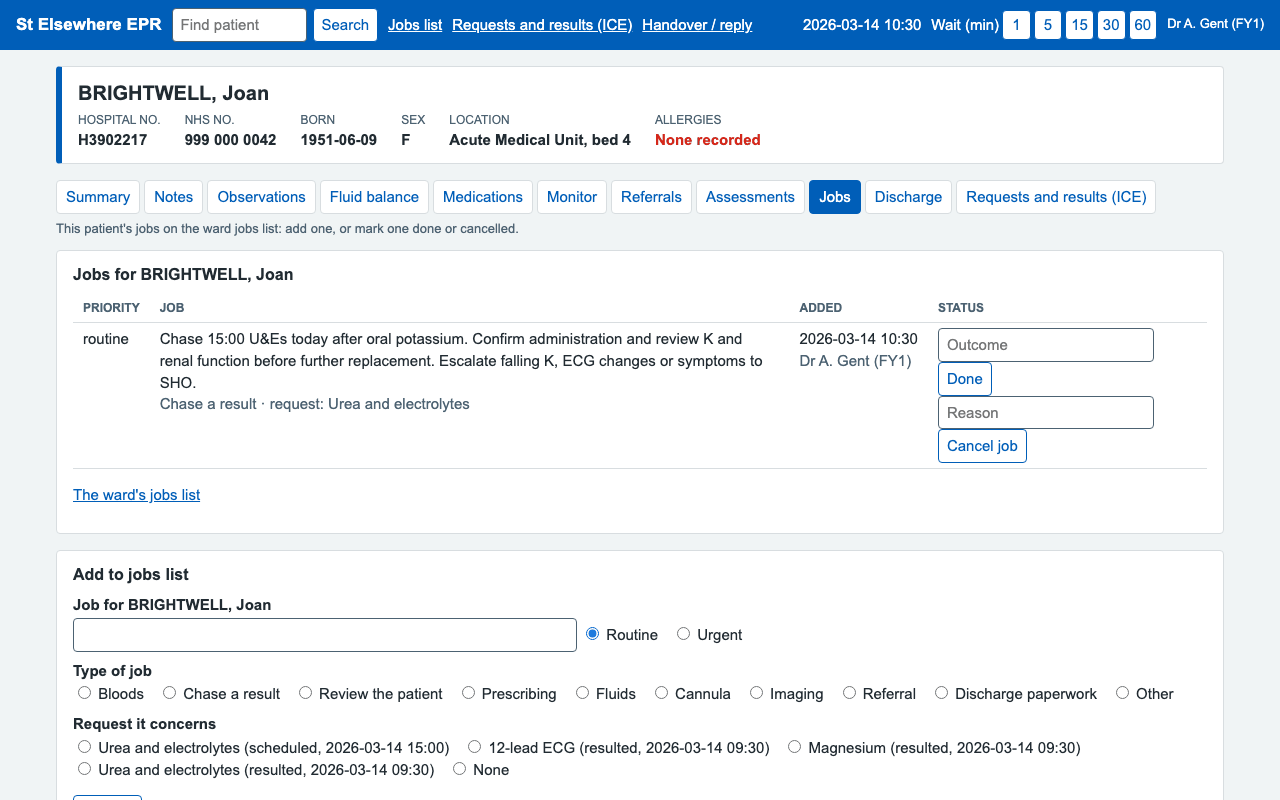 St Elsewhere EPR Find patient Search Jobs list Requests and results (ICE) Handover / reply 2026-03-14 10:30 Wait (min) 1 5 15 30 60 Dr A. Gent (FY1)
BRIGHTWELL, Joan
HOSPITAL NO. NHS NO. BORN SEX LOCATION ALLERGIES
H3902217 999 000 0042 1951-06-09 F Acute Medical Unit, bed 4 None recorded
Summary Notes Observations Fluid balance Medications Monitor Referrals Assessments Jobs Discharge Requests and results (ICE)
This patient's jobs on the ward jobs list: add one, or mark one done or cancelled.
Jobs for BRIGHTWELL, Joan
PRIORITY JOB ADDED STATUS
routine Chase 15:00 U&Es today after oral potassium. Confirm administration and review K and 2026-03-14 10:30 Outcome
renal function before further replacement. Escalate falling K, ECG changes or symptoms to Dr A. Gent (FY1)
SHO. Done
Chase a result · request: Urea and electrolytes Reason
Cancel job
The ward's jobs list
Add to jobs list
Job for BRIGHTWELL, Joan
Routine Urgent
Type of job
Bloods Chase a result Review the patient Prescribing Fluids Cannula Imaging Referral Discharge paperwork Other
Request it concerns
Urea and electrolytes (scheduled, 2026-03-14 15:00) 12-lead ECG (resulted, 2026-03-14 09:30) Magnesium (resulted, 2026-03-14 09:30)
Urea and electrolytes (resulted, 2026-03-14 09:30) None